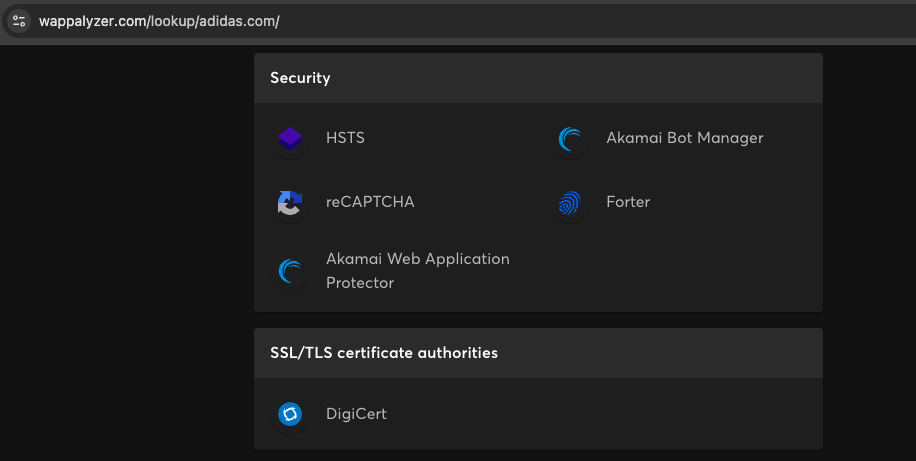 wappalyzer.com/lookup/adidas.com/
Security
HSTS
Akamai Bot Manager
reCAPTCHA
Forter
Akamai Web Application
Protector
SSL/TLS certificate authorities
DigiCert